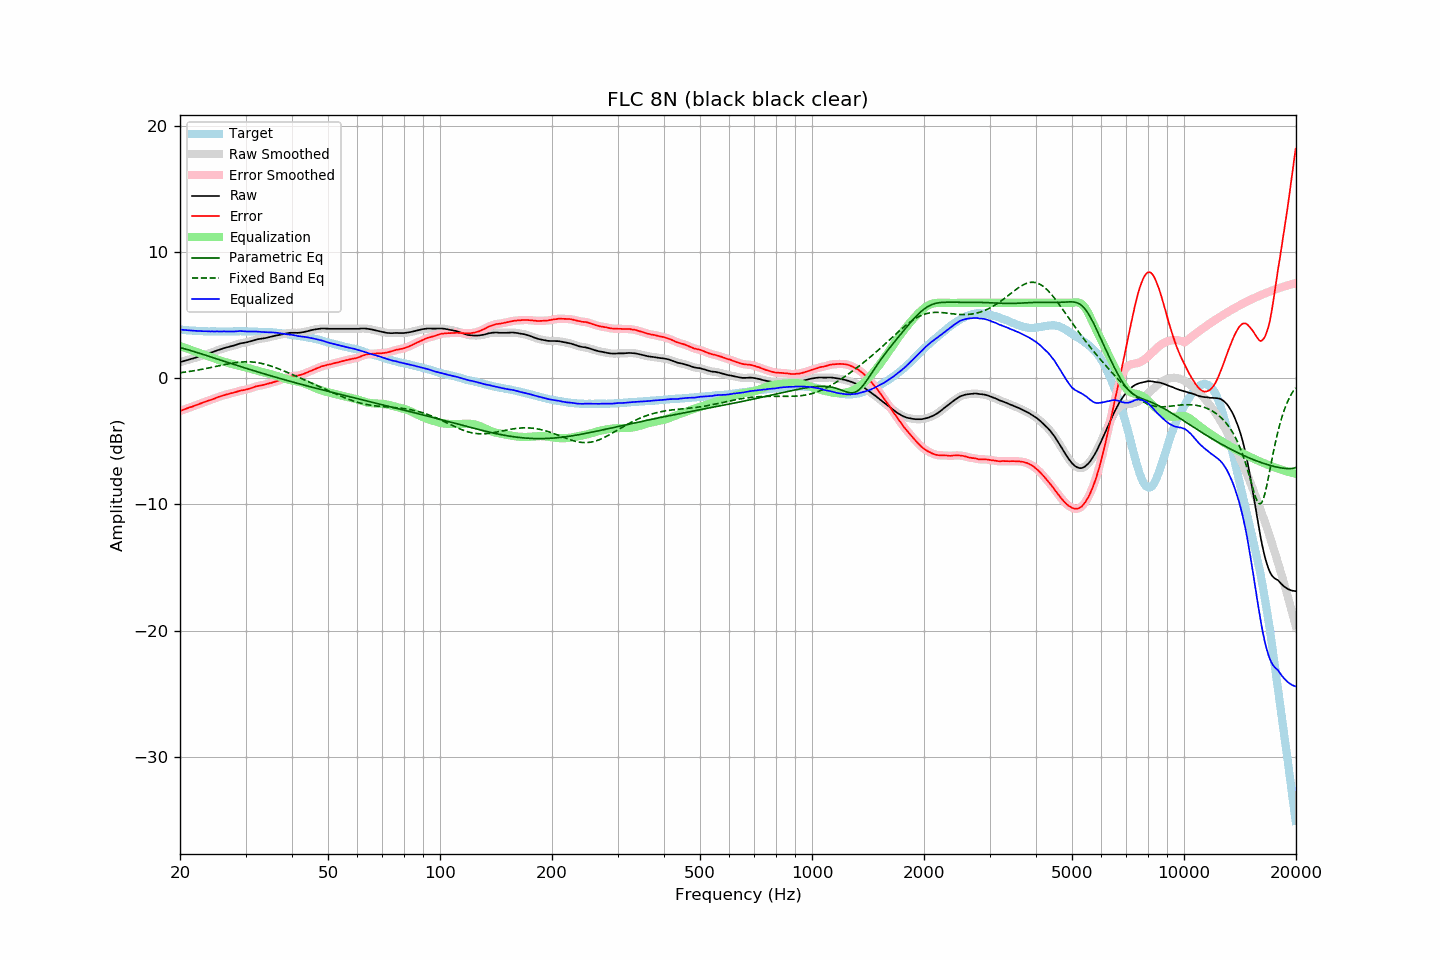 FLC 8N (black black clear)
Target
Raw Smoothed
Error Smoothed
Raw
Error
Equalization
Parametric Eq
Fixed Band Eq
Equalized
20
10
0
−10
−20
−30
Amplitude (dBr)
20 50 100 200 500 1000 2000 5000 10000 20000
Frequency (Hz)